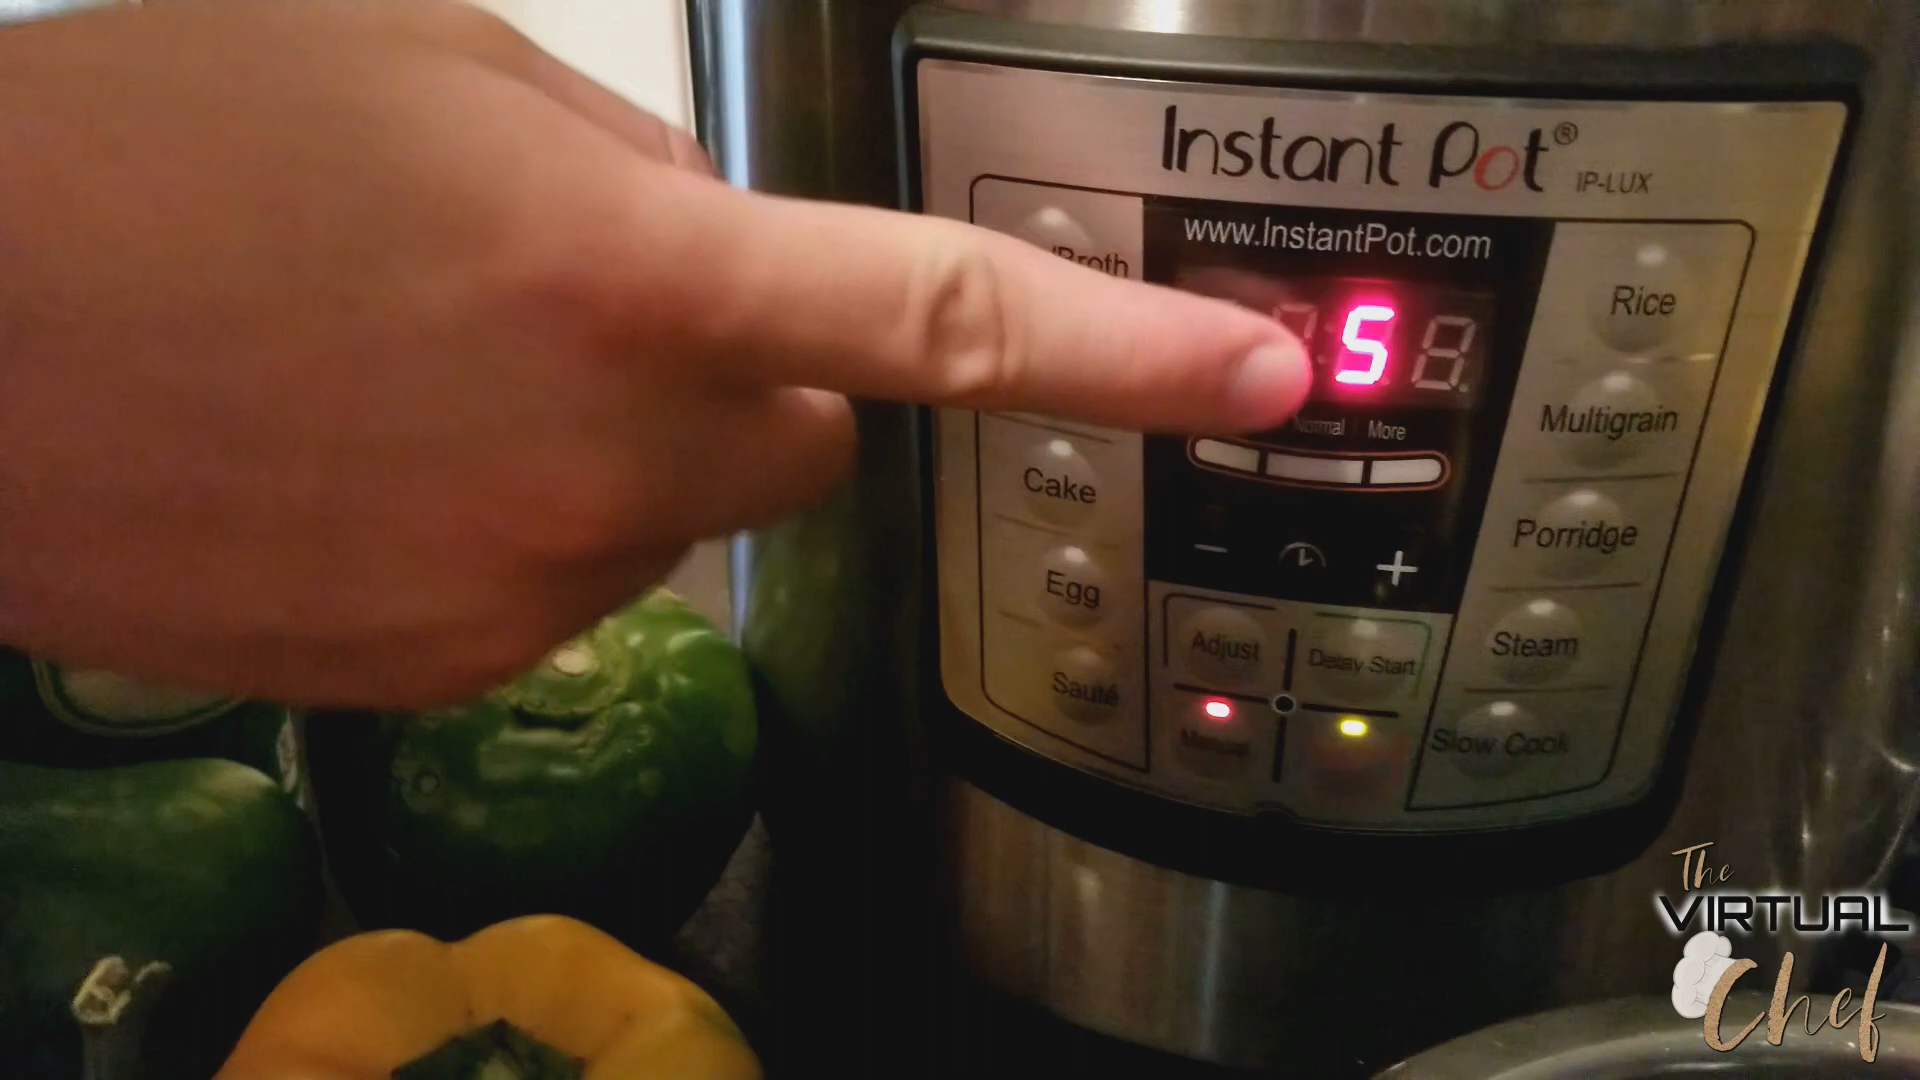 Instant Pot® IP-LUX
www.InstantPot.com
/Broth
5
Rice
Normal More
Multigrain
Cake
Porridge
Egg
Adjust
Delay Start
Steam
Sauté
Manual
Slow Cook
The
VIRTUAL
Chef